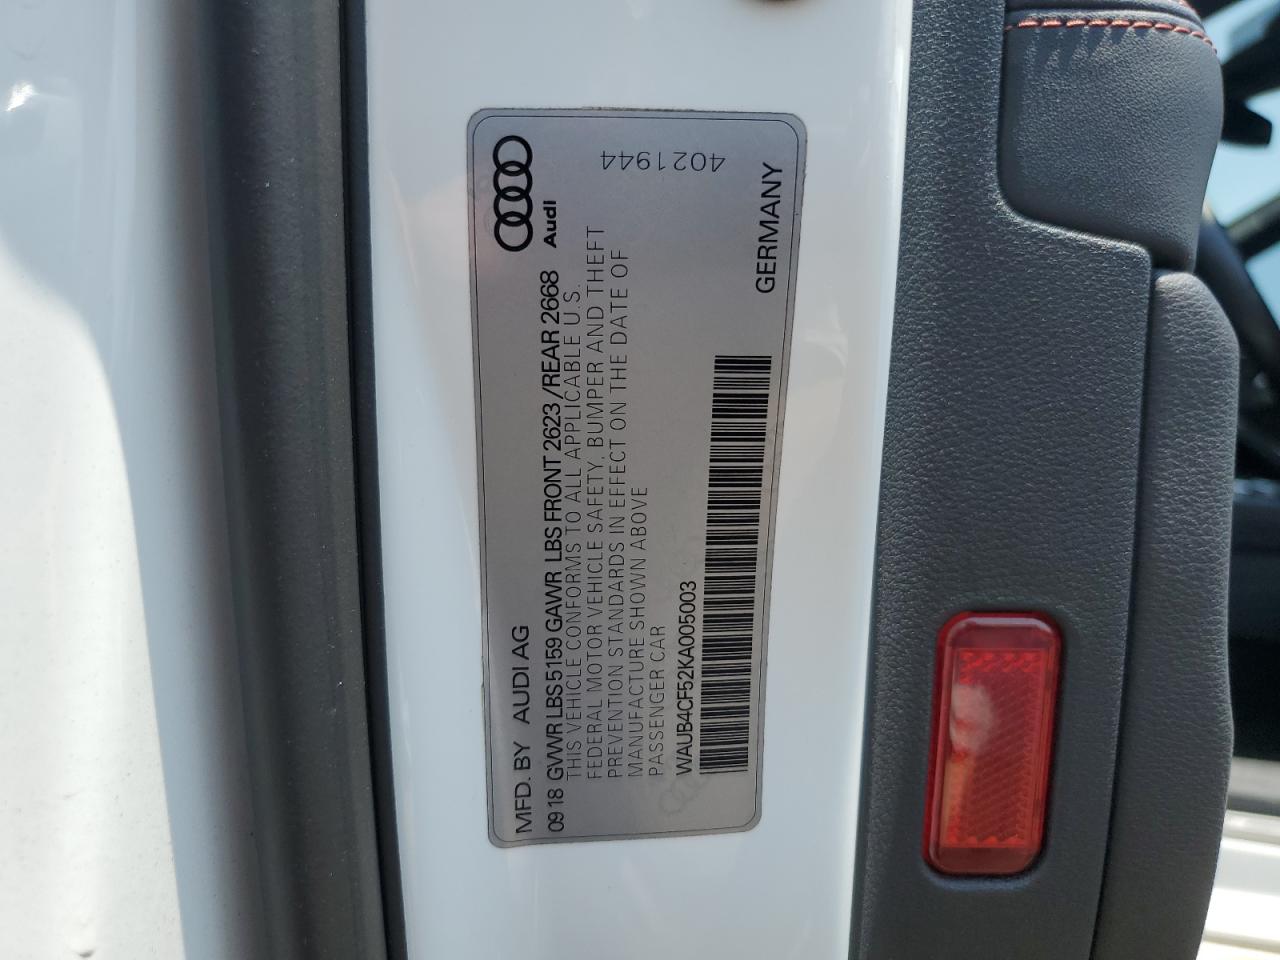 Audi
4021944
MFD. BY AUDI AG
09 18 GVWR LBS 5159 GAWR LBS FRONT 2623 /REAR 2668
THIS VEHICLE CONFORMS TO ALL APPLICABLE U.S.
FEDERAL MOTOR VEHICLE SAFETY, BUMPER AND THEFT
PREVENTION STANDARDS IN EFFECT ON THE DATE OF
MANUFACTURE SHOWN ABOVE
PASSENGER CAR
WAUB4CF52KA005003
GERMANY